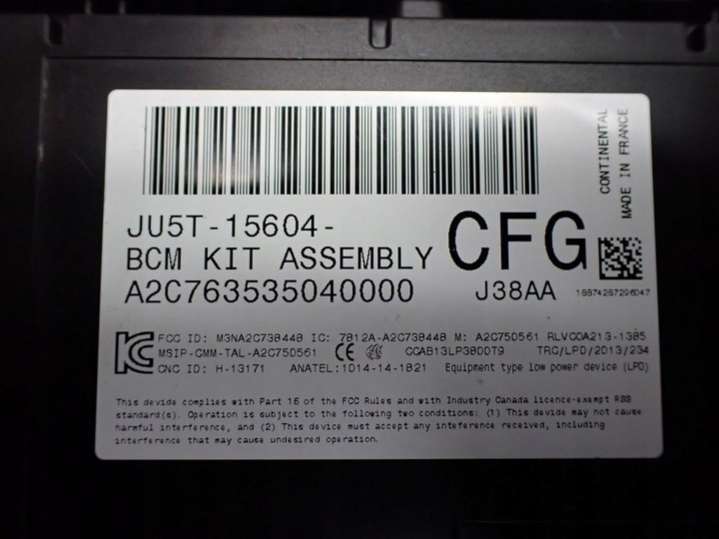 CONTINENTAL
MADE IN FRANCE
JU5T-15604-
CFG
BCM KIT ASSEMBLY
A2C763535040000
J38AA
KC
FCC ID: M3NA2C738448 IC: 7812A-A2C738448 M: A2C750561 RLVCOA213-1385
MSIP-CMM-TAL-A2C750561 CE CCAB13LP3800T9 TRC/LPD/2013/234
CNC ID: H-13171 ANATEL:1014-14-1821 Equipment type low power device (LPD)
This device complies with Part 15 of the FCC Rules and with Industry Canada licence-exempt RSS
standard(s). Operation is subject to the following two conditions: (1) This device may not cause
harmful interference, and (2) This device must accept any interference received, including
interference that may cause undesired operation.